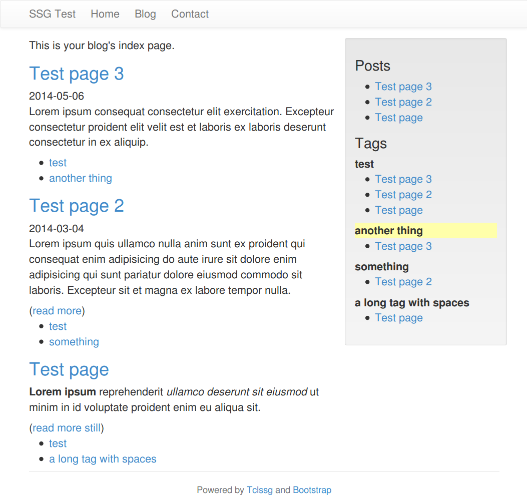 SSG Test Home Blog Contact
This is your blog's index page.
Test page 3
2014-05-06
Lorem ipsum consequat consectetur elit exercitation. Excepteur
consectetur proident elit velit est et laboris ex laboris deserunt
consectetur in ex aliquip.
test
another thing
Test page 2
2014-03-04
Lorem ipsum quis ullamco nulla anim sunt ex proident qui
consequat enim adipisicing do aute irure sit dolore enim
adipisicing qui sunt pariatur dolore eiusmod commodo sit
laboris. Excepteur sit et magna ex labore tempor nulla.
(read more)
test
something
Test page
Lorem ipsum reprehenderit ullamco deserunt sit eiusmod ut
minim in id voluptate proident enim eu aliqua sit.
(read more still)
test
a long tag with spaces
Posts
Test page 3
Test page 2
Test page
Tags
test
Test page 3
Test page 2
Test page
another thing
Test page 3
something
Test page 2
a long tag with spaces
Test page
Powered by Tclssg and Bootstrap